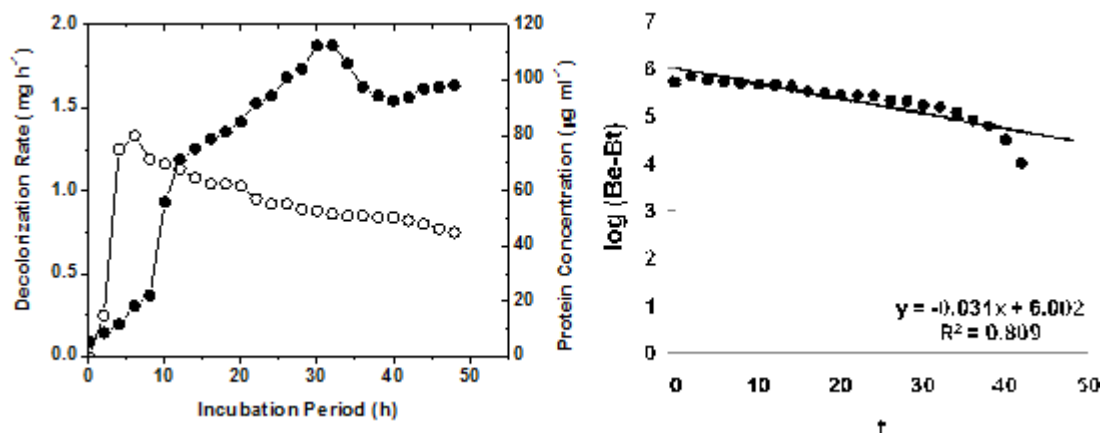 2.0
1.5
1.0
0.5
0.0
Decolorization Rate (mg h⁻¹)
0 10 20 30 40 50
Incubation Period (h)
120
100
80
60
40
20
0
Protein Concentration (µg ml⁻¹)
7
6
5
4
3
2
1
0
log (Be-Bt)
y = -0.031x + 6.002
R² = 0.809
0 10 20 30 40 50
t